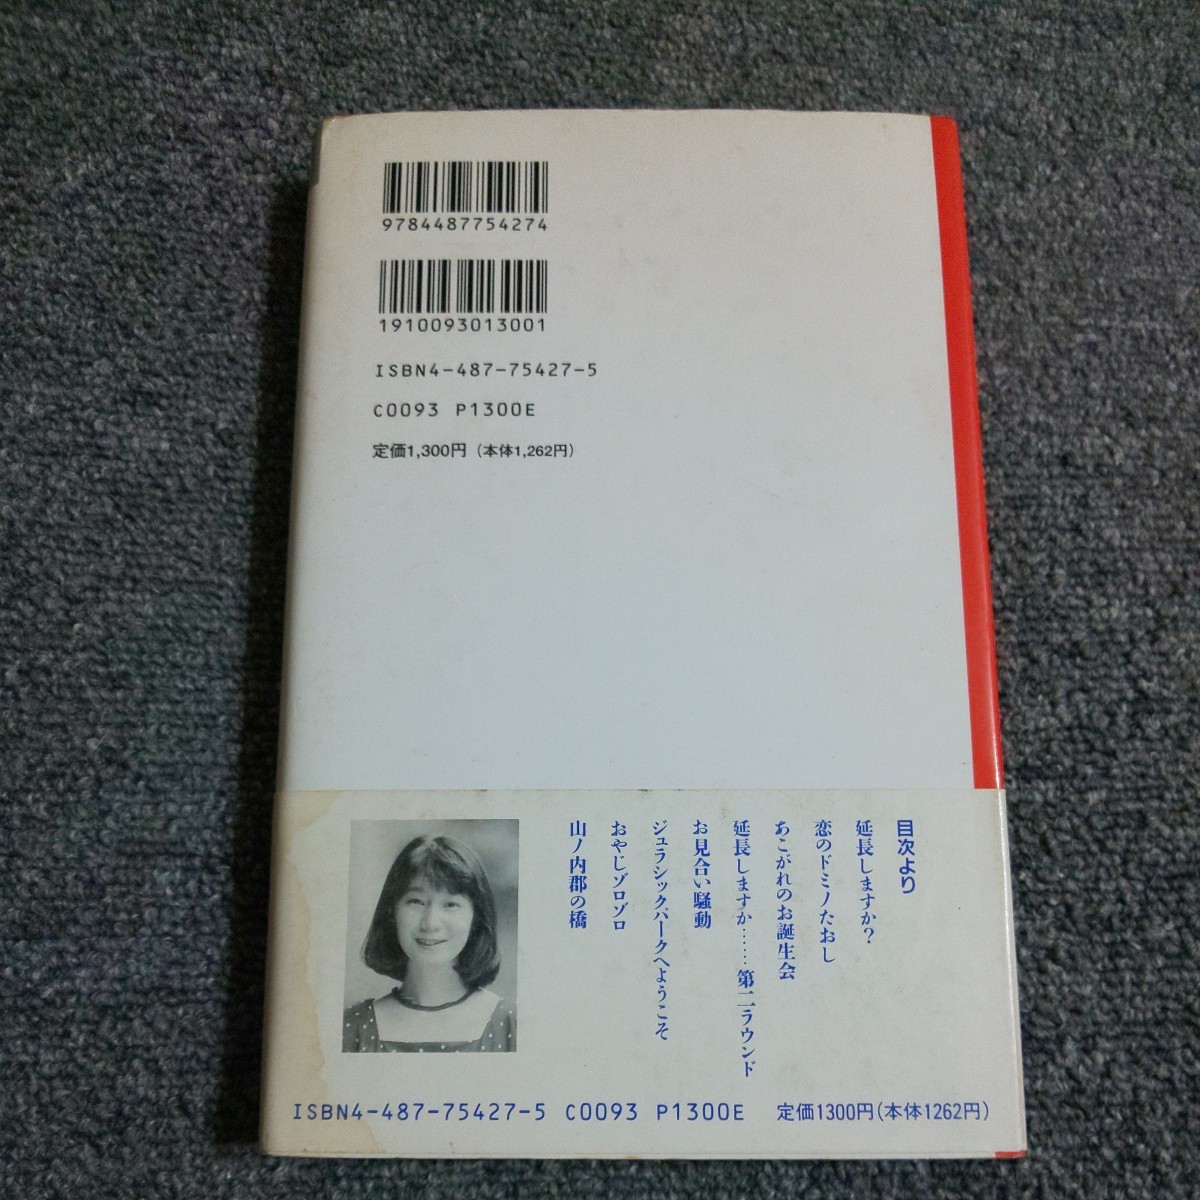 9784487754274
1910093013001
ISBN4-487-75427-5
C0093 P1300E
定価1,300円（本体1,262円）
目次より
延長しますか？
恋のドミノたおし
あこがれのお誕生会
延長しますか……第二ラウンド
お見合い騒動
ジュラシックパークへようこそ
おやじゾロゾロ
山ノ内郡の橋
ISBN4-487-75427-5 C0093 P1300E 定価1300円（本体1262円）